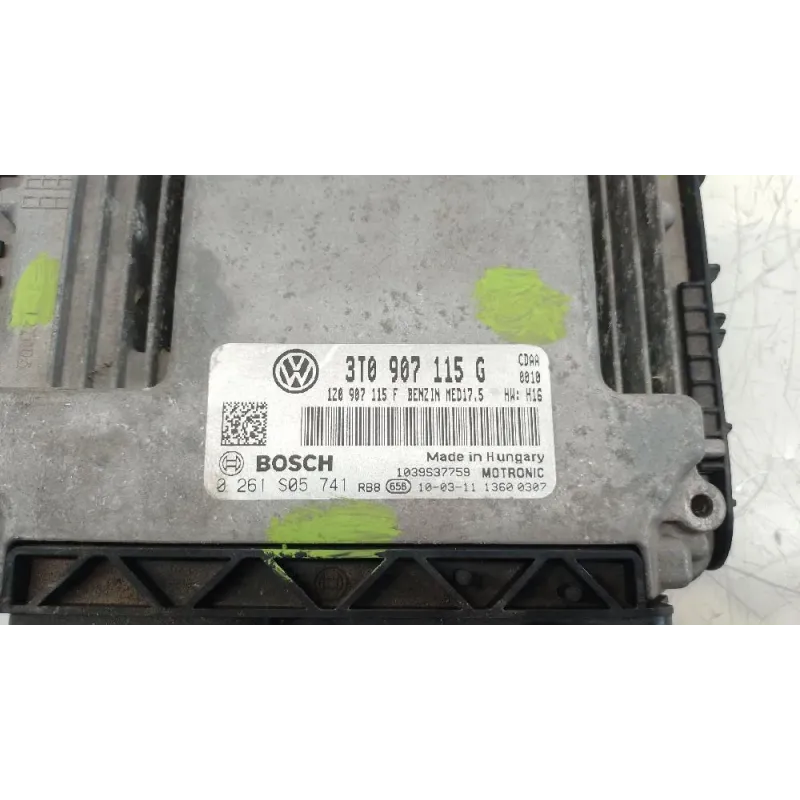 3T0 907 115 G
CDAA
0010
1Z0 907 115 F BENZIN MED17.5 HW: H16
Made in Hungary
BOSCH
1039S37759 MOTRONIC
0 261 S05 741 RB8 656 10-03-11 1360 0307